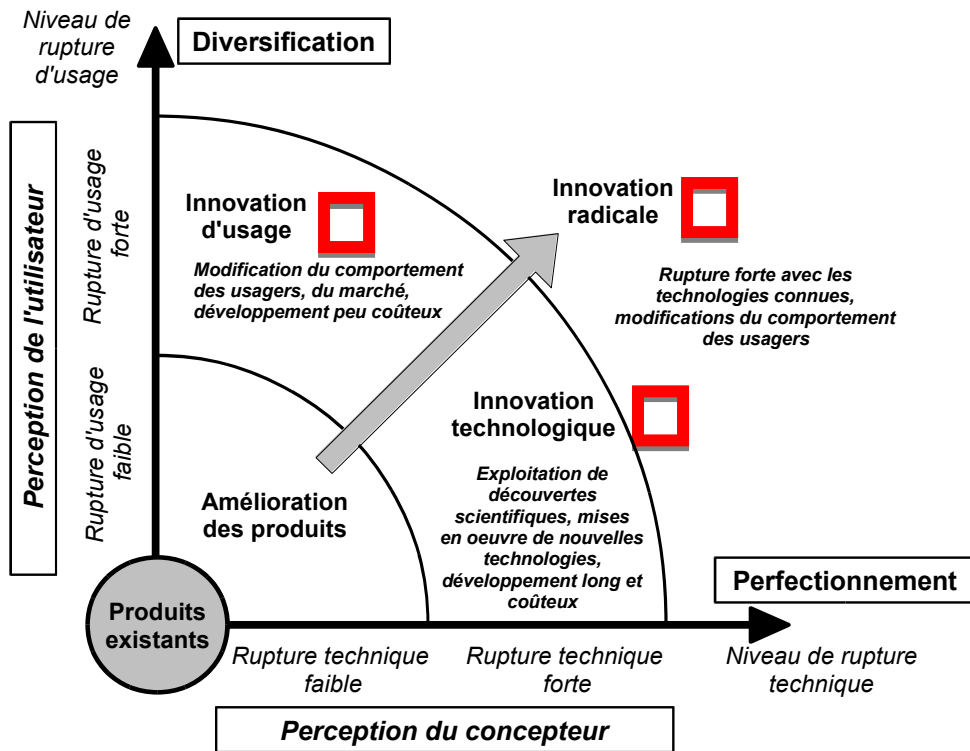 Niveau de
rupture
d'usage
Diversification
Perception de l'utilisateur
Rupture d'usage
forte
Rupture d'usage
faible
Innovation
d'usage
Modification du comportement
des usagers, du marché,
développement peu coûteux
Innovation
radicale
Rupture forte avec les
technologies connues,
modifications du comportement
des usagers
Innovation
technologique
Exploitation de
découvertes
scientifiques, mises
en oeuvre de nouvelles
technologies,
développement long et
coûteux
Amélioration
des produits
Produits
existants
Perfectionnement
Rupture technique
faible
Rupture technique
forte
Niveau de rupture
technique
Perception du concepteur